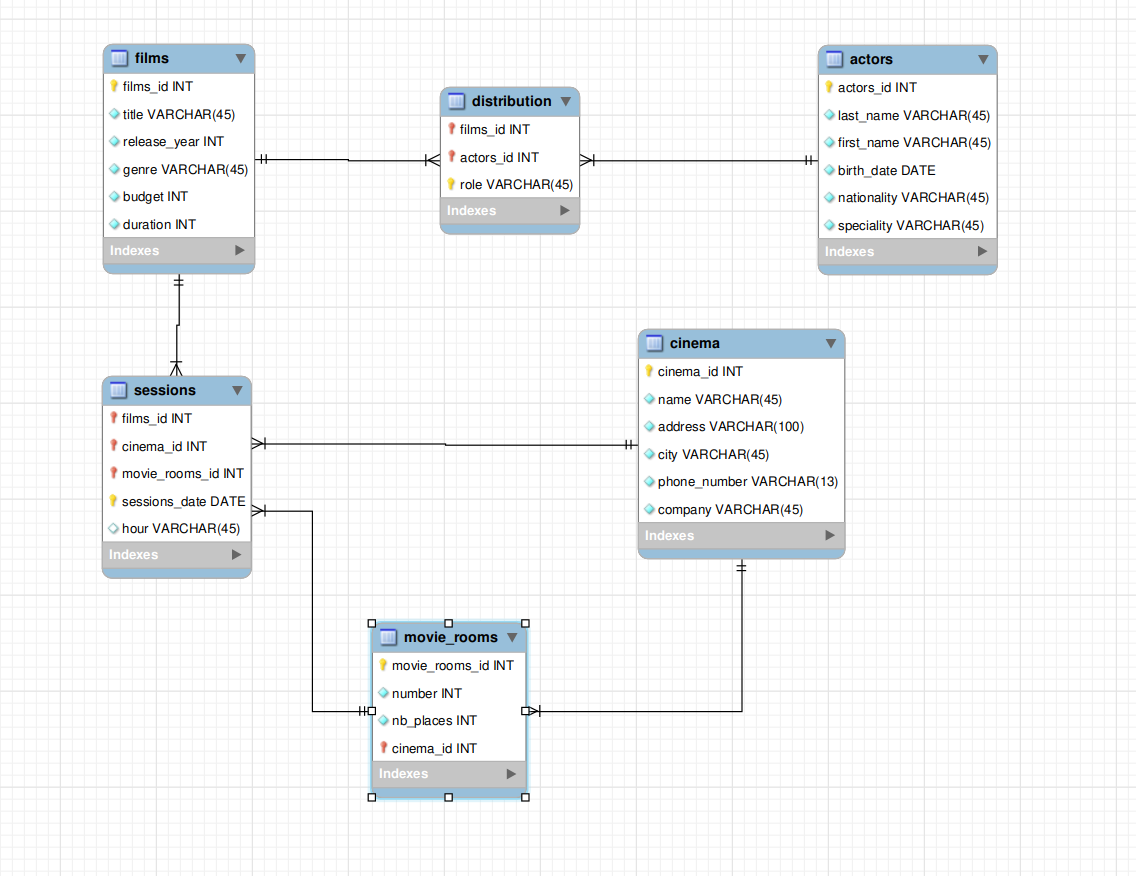 films
films_id INT
title VARCHAR(45)
release_year INT
genre VARCHAR(45)
budget INT
duration INT
Indexes
distribution
films_id INT
actors_id INT
role VARCHAR(45)
Indexes
actors
actors_id INT
last_name VARCHAR(45)
first_name VARCHAR(45)
birth_date DATE
nationality VARCHAR(45)
speciality VARCHAR(45)
Indexes
sessions
films_id INT
cinema_id INT
movie_rooms_id INT
sessions_date DATE
hour VARCHAR(45)
Indexes
cinema
cinema_id INT
name VARCHAR(45)
address VARCHAR(100)
city VARCHAR(45)
phone_number VARCHAR(13)
company VARCHAR(45)
Indexes
movie_rooms
movie_rooms_id INT
number INT
nb_places INT
cinema_id INT
Indexes